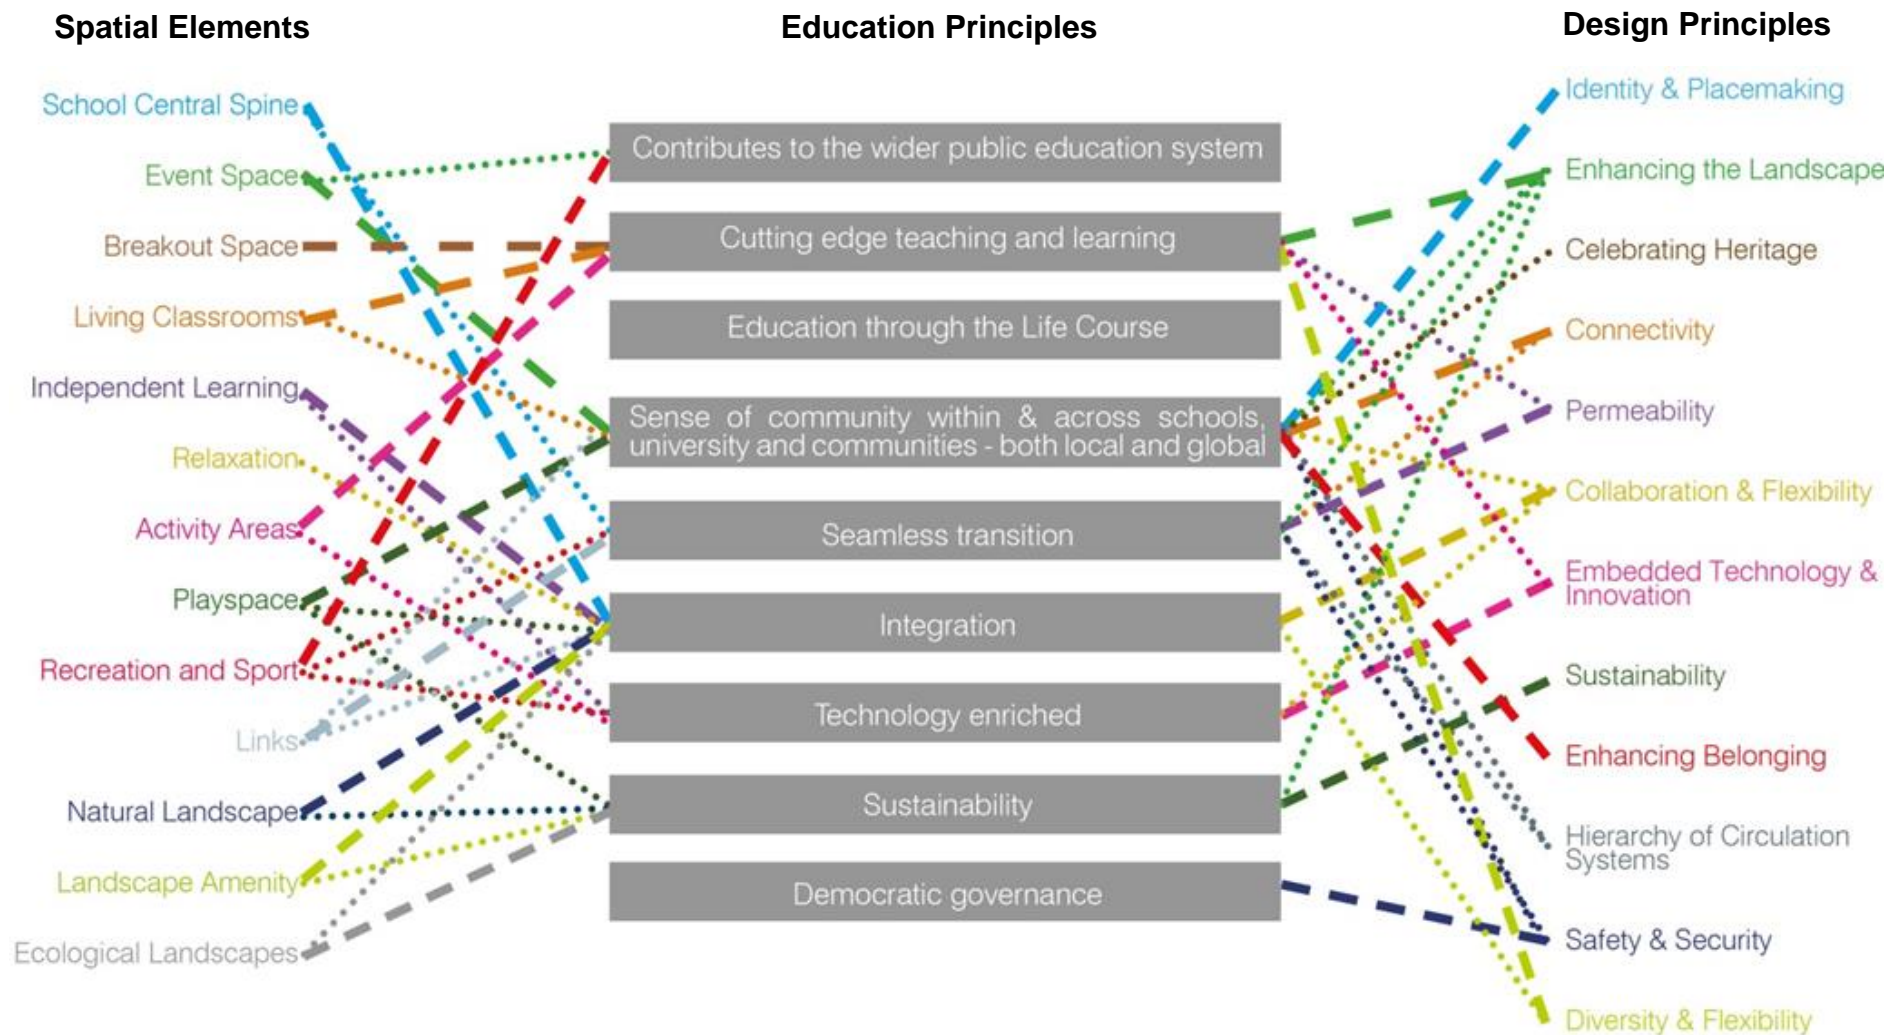 Spatial Elements
Education Principles
Design Principles
School Central Spine
Event Space
Breakout Space
Living Classrooms
Independent Learning
Relaxation
Activity Areas
Playspace
Recreation and Sport
Links
Natural Landscape
Landscape Amenity
Ecological Landscapes
Contributes to the wider public education system
Cutting edge teaching and learning
Education through the Life Course
Sense of community within & across schools,
university and communities - both local and global
Seamless transition
Integration
Technology enriched
Sustainability
Democratic governance
Identity & Placemaking
Enhancing the Landscape
Celebrating Heritage
Connectivity
Permeability
Collaboration & Flexibility
Embedded Technology &
Innovation
Sustainability
Enhancing Belonging
Hierarchy of Circulation
Systems
Safety & Security
Diversity & Flexibility